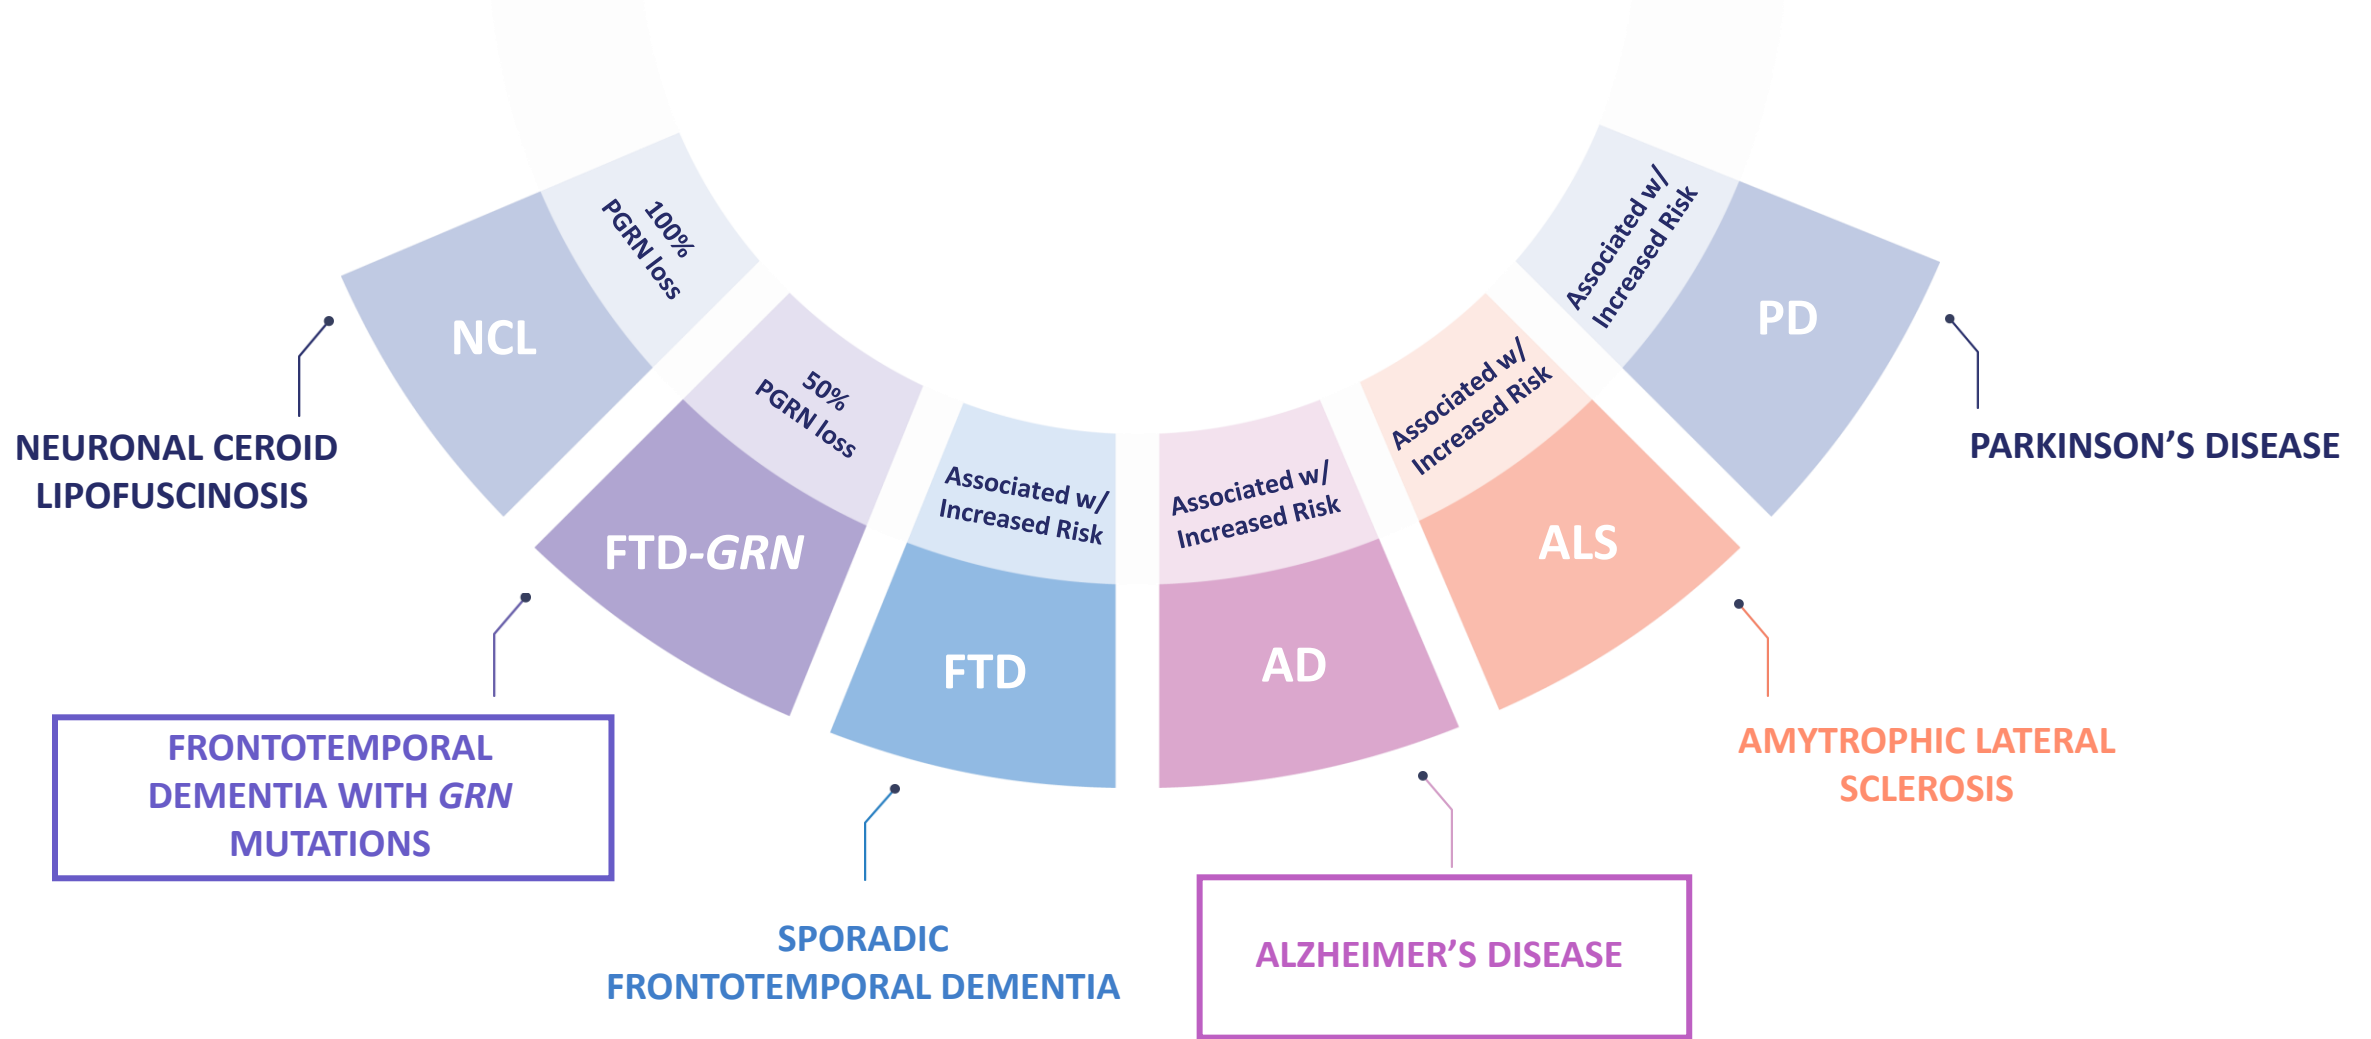 100%
PGRN loss
NCL
NEURONAL CEROID
LIPOFUSCINOSIS
50%
PGRN loss
FTD-GRN
FRONTOTEMPORAL
DEMENTIA WITH GRN
MUTATIONS
Associated w/
Increased Risk
FTD
SPORADIC
FRONTOTEMPORAL DEMENTIA
Associated w/
Increased Risk
AD
ALZHEIMER’S DISEASE
Associated w/
Increased Risk
ALS
AMYTROPHIC LATERAL
SCLEROSIS
Associated w/
Increased Risk
PD
PARKINSON’S DISEASE